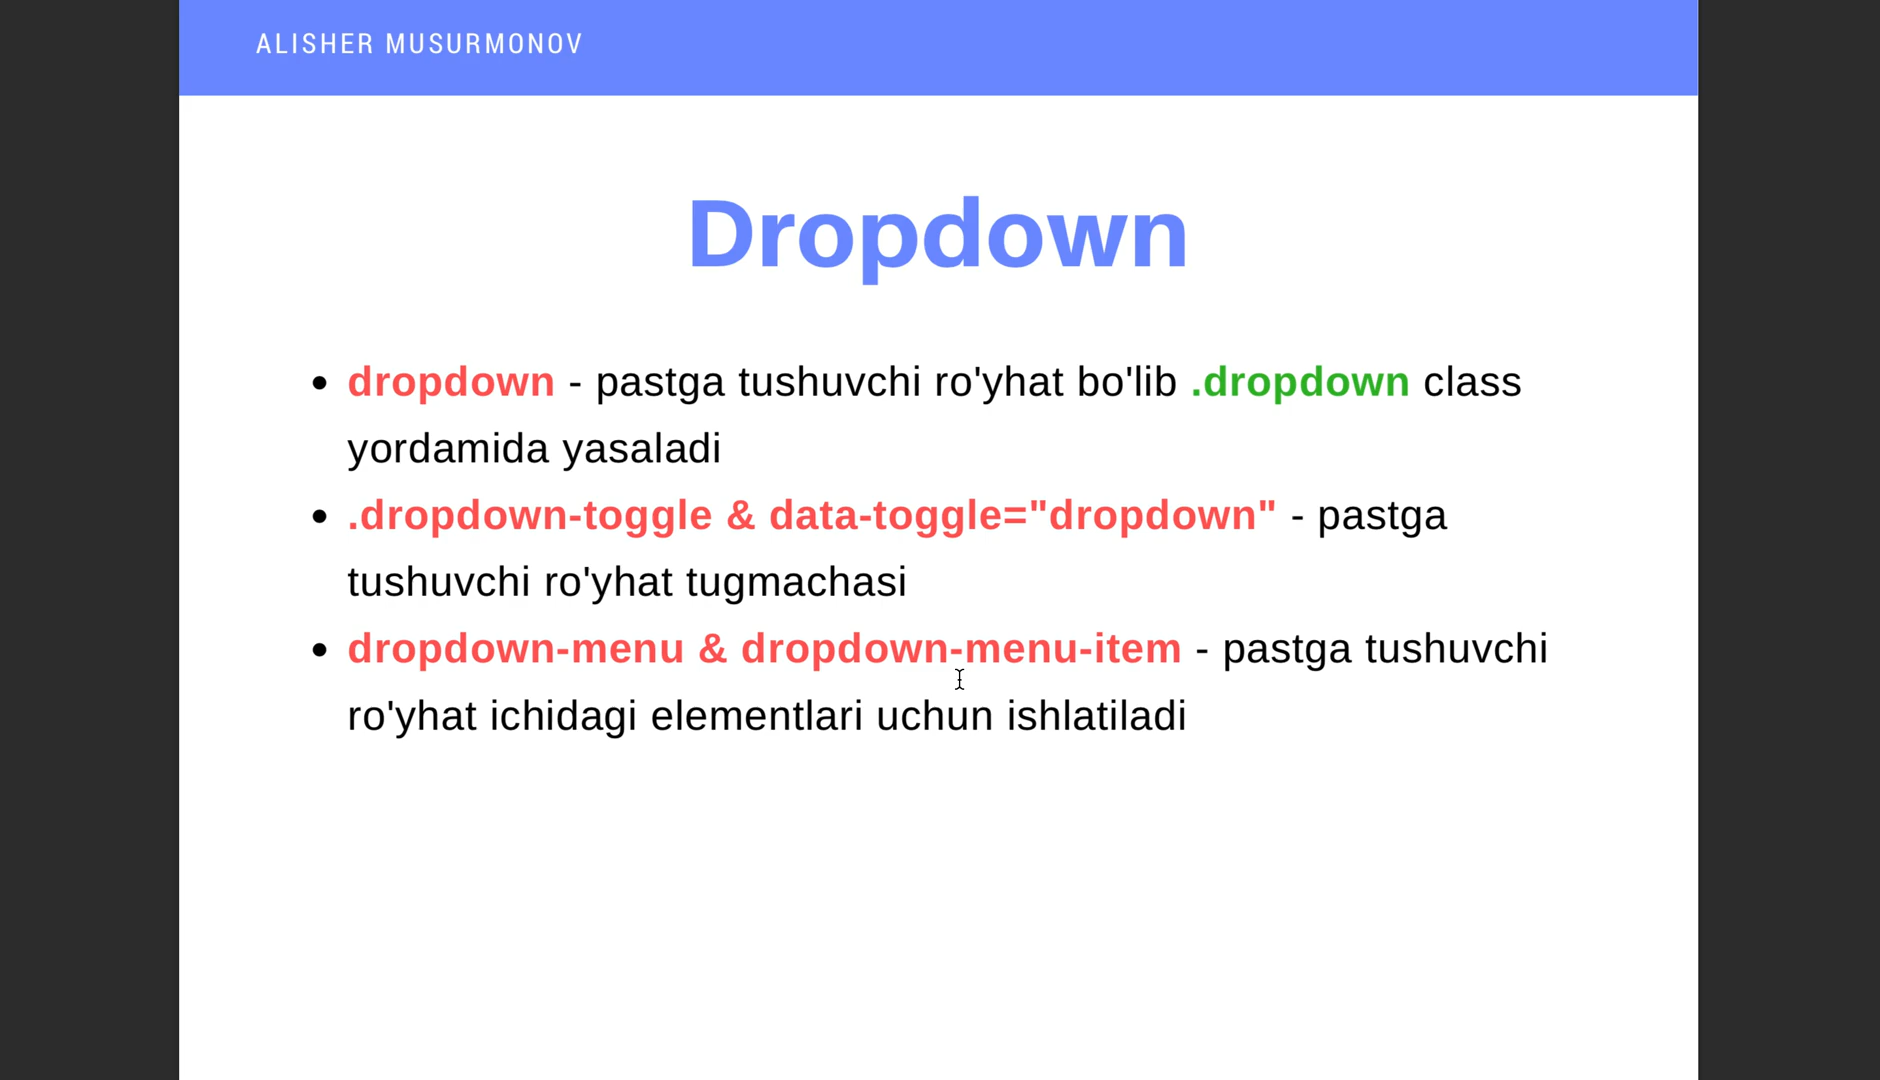 ALISHER MUSURMONOV
Dropdown
• dropdown - pastga tushuvchi ro'yhat bo'lib .dropdown class
yordamida yasaladi
• .dropdown-toggle & data-toggle="dropdown" - pastga
tushuvchi ro'yhat tugmachasi
• dropdown-menu & dropdown-menu-item - pastga tushuvchi
ro'yhat ichidagi elementlari uchun ishlatiladi